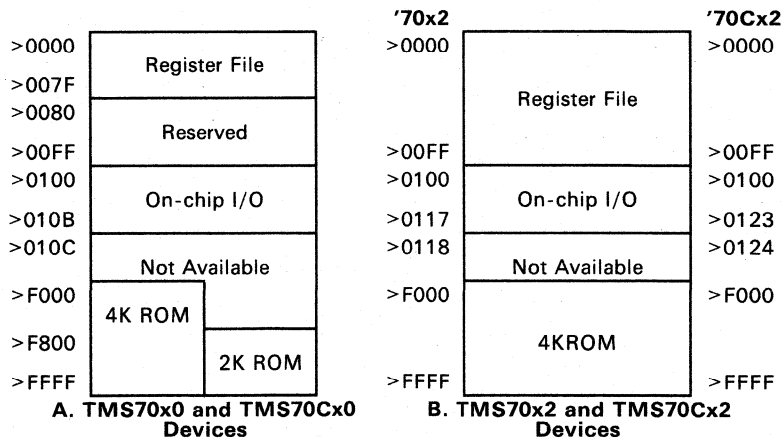 '70x2 '70Cx2
>0000 >0000 >0000
Register File
>007F
>0080
Register File
Reserved
>00FF >00FF >00FF
>0100 >0100 >0100
On-chip I/O On-chip I/O
>010B >0117 >0123
>010C >0118 >0124
Not Available Not Available
>F000 >F000 >F000
4K ROM
>F800 4KROM
2K ROM
>FFFF >FFFF >FFFF
A. TMS70x0 and TMS70Cx0 B. TMS70x2 and TMS70Cx2
Devices Devices